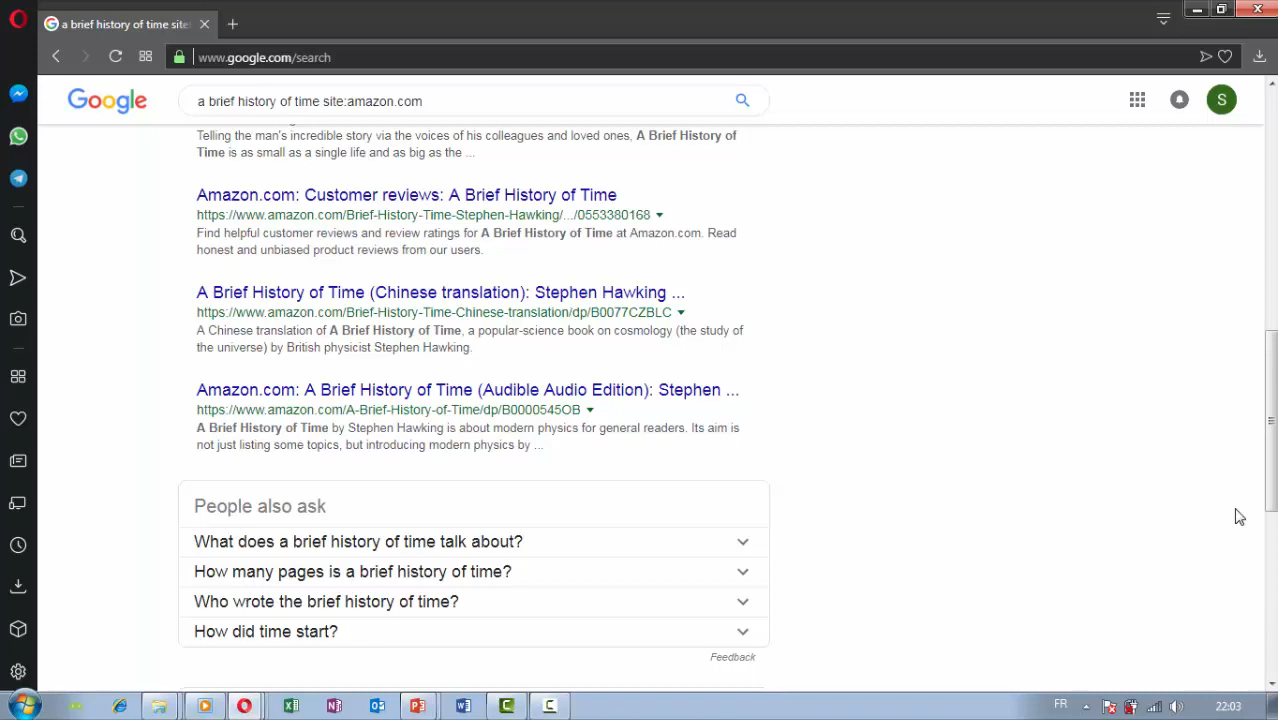 a brief history of time site:
www.google.com/search
Google
a brief history of time site:amazon.com
S
Telling the man's incredible story via the voices of his colleagues and loved ones, A Brief History of
Time is as small as a single life and as big as the ...
Amazon.com: Customer reviews: A Brief History of Time
https://www.amazon.com/Brief-History-Time-Stephen-Hawking/.../0553380168
Find helpful customer reviews and review ratings for A Brief History of Time at Amazon.com. Read
honest and unbiased product reviews from our users.
A Brief History of Time (Chinese translation): Stephen Hawking ...
https://www.amazon.com/Brief-History-Time-Chinese-translation/dp/B0077CZBLC
A Chinese translation of A Brief History of Time, a popular-science book on cosmology (the study of
the universe) by British physicist Stephen Hawking.
Amazon.com: A Brief History of Time (Audible Audio Edition): Stephen ...
https://www.amazon.com/A-Brief-History-of-Time/dp/B0000545OB
A Brief History of Time by Stephen Hawking is about modern physics for general readers. Its aim is
not just listing some topics, but introducing modern physics by ...
People also ask
What does a brief history of time talk about?
How many pages is a brief history of time?
Who wrote the brief history of time?
How did time start?
Feedback
FR
22:03